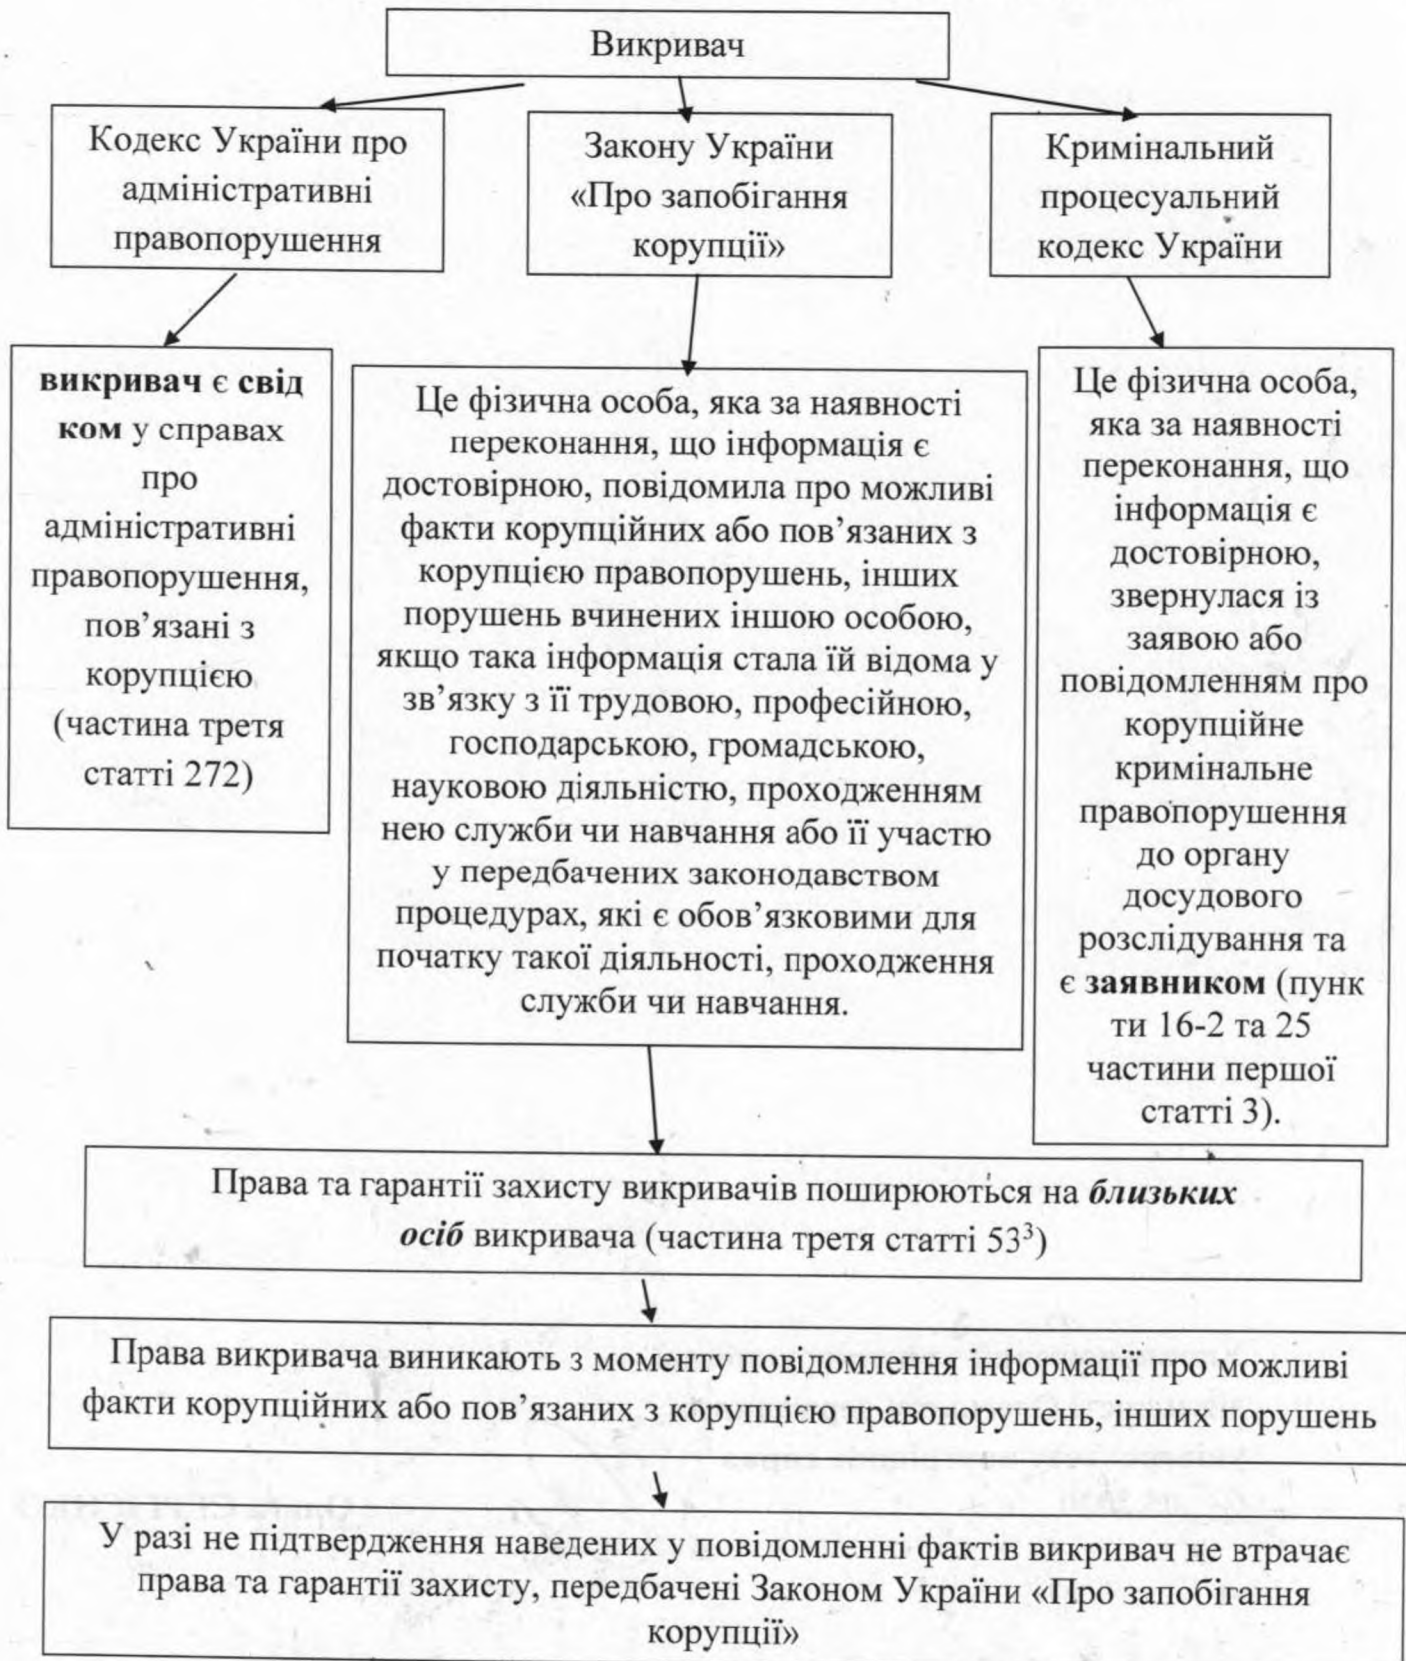 Викривач
Кодекс України про
адміністративні
правопорушення
Закону України
«Про запобігання
корупції»
Кримінальний
процесуальний
кодекс України
викривач є свід
ком у справах
про
адміністративні
правопорушення,
пов’язані з
корупцією
(частина третя
статті 272)
Це фізична особа, яка за наявності
переконання, що інформація є
достовірною, повідомила про можливі
факти корупційних або пов’язаних з
корупцією правопорушень, інших
порушень вчинених іншою особою,
якщо така інформація стала їй відома у
зв’язку з її трудовою, професійною,
господарською, громадською,
науковою діяльністю, проходженням
нею служби чи навчання або її участю
у передбачених законодавством
процедурах, які є обов’язковими для
початку такої діяльності, проходження
служби чи навчання.
Це фізична особа,
яка за наявності
переконання, що
інформація є
достовірною,
звернулася із
заявою або
повідомленням про
корупційне
кримінальне
правопорушення
до органу
досудового
розслідування та
є заявником (пунк
ти 16-2 та 25
частини першої
статті 3).
Права та гарантії захисту викривачів поширюються на близьких
осіб викривача (частина третя статті 53³)
Права викривача виникають з моменту повідомлення інформації про можливі
факти корупційних або пов’язаних з корупцією правопорушень, інших порушень
У разі не підтвердження наведених у повідомленні фактів викривач не втрачає
права та гарантії захисту, передбачені Законом України «Про запобігання
корупції»